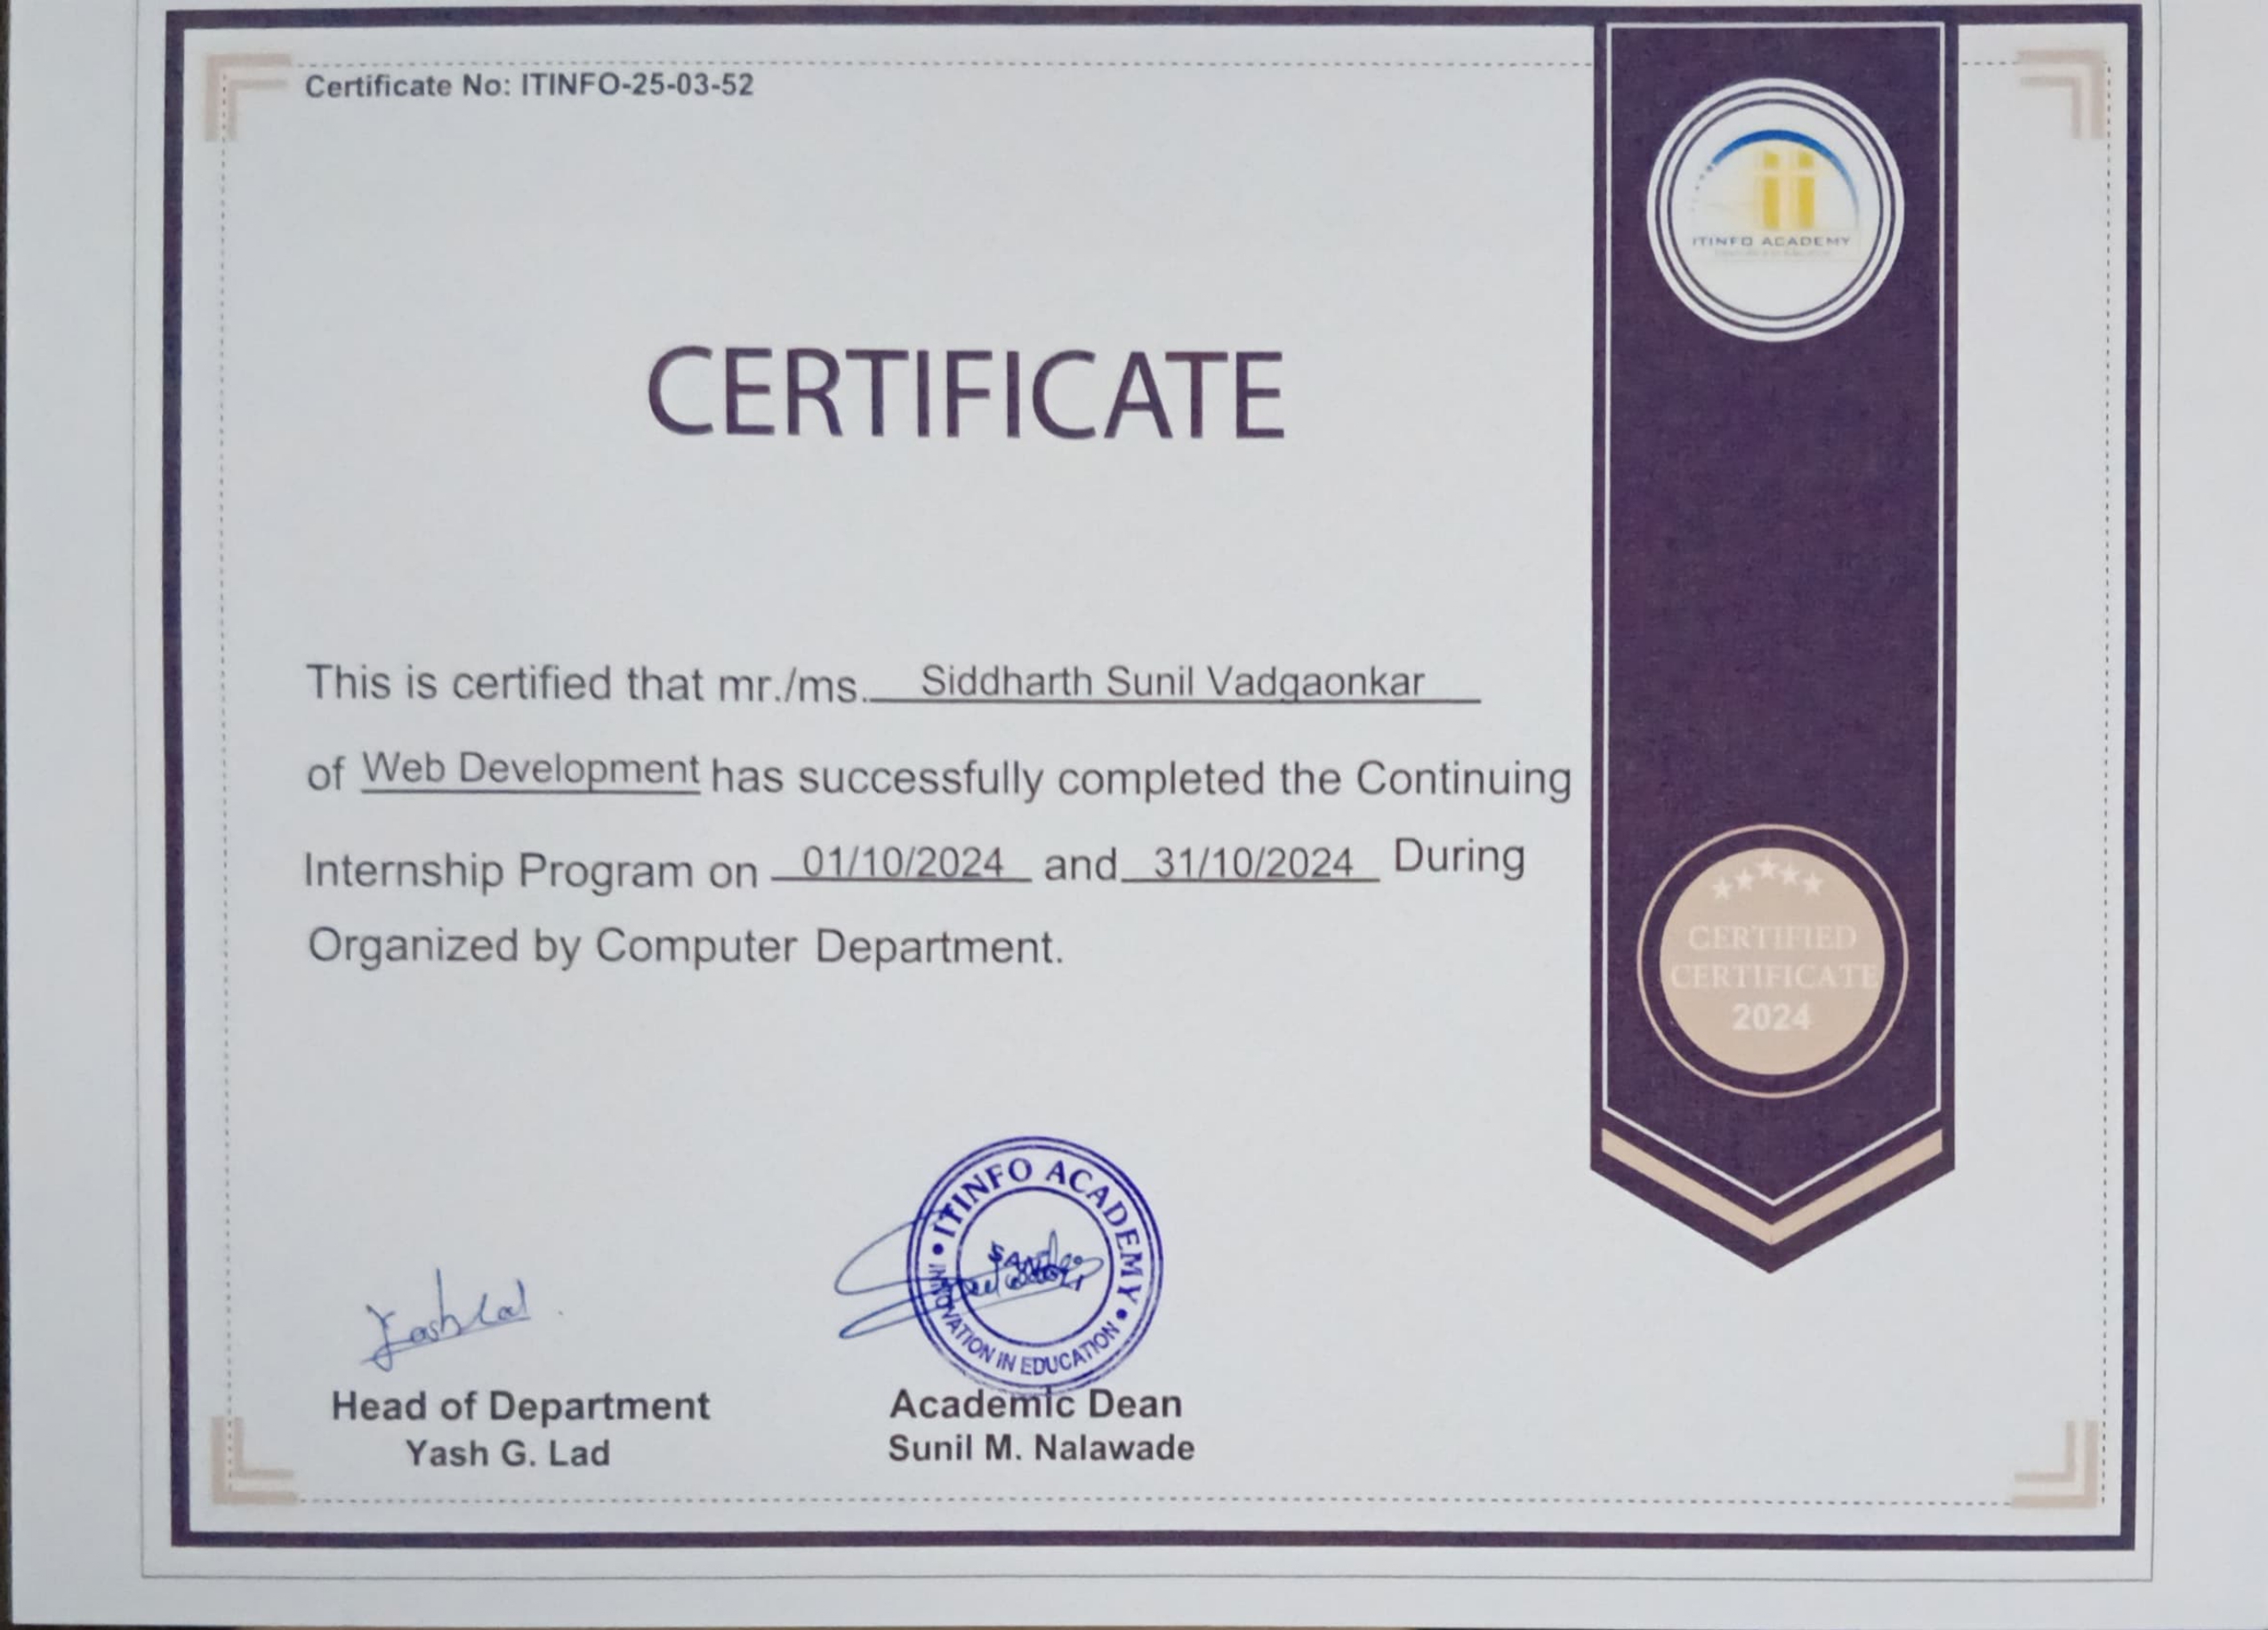 Certificate No: ITINFO-25-03-52
ITINFO ACADEMY
CERTIFICATE
This is certified that mr./ms. Siddharth Sunil Vadgaonkar
of Web Development has successfully completed the Continuing
Internship Program on 01/10/2024 and 31/10/2024 During
Organized by Computer Department.
CERTIFIED
CERTIFICATE
2024
ITINFO ACADEMY
SANGLI
INNOVATION IN EDUCATION
Yash Lad
Head of Department
Yash G. Lad
Academic Dean
Sunil M. Nalawade